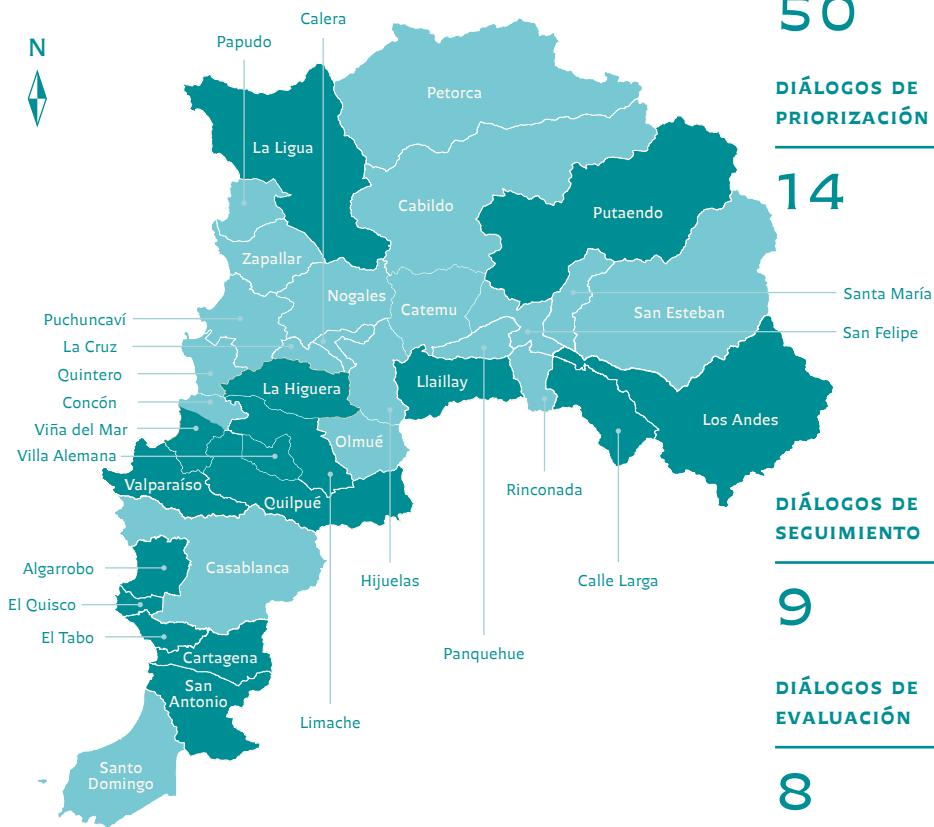 Calera
50
Papudo
N
DIÁLOGOS DE
PRIORIZACIÓN
Petorca
La Ligua
14
Cabildo
Putaendo
Zapallar
Nogales
Santa María
Catemu
San Esteban
Puchuncaví
San Felipe
La Cruz
Quintero
Llaillay
La Higuera
Concón
Los Andes
Viña del Mar
Olmué
Villa Alemana
Valparaíso
Rinconada
Quilpué
DIÁLOGOS DE
SEGUIMIENTO
Algarrobo
Casablanca
Hijuelas
Calle Larga
El Quisco
9
El Tabo
Panquehue
Cartagena
San
Antonio
DIÁLOGOS DE
EVALUACIÓN
Limache
Santo
Domingo
8